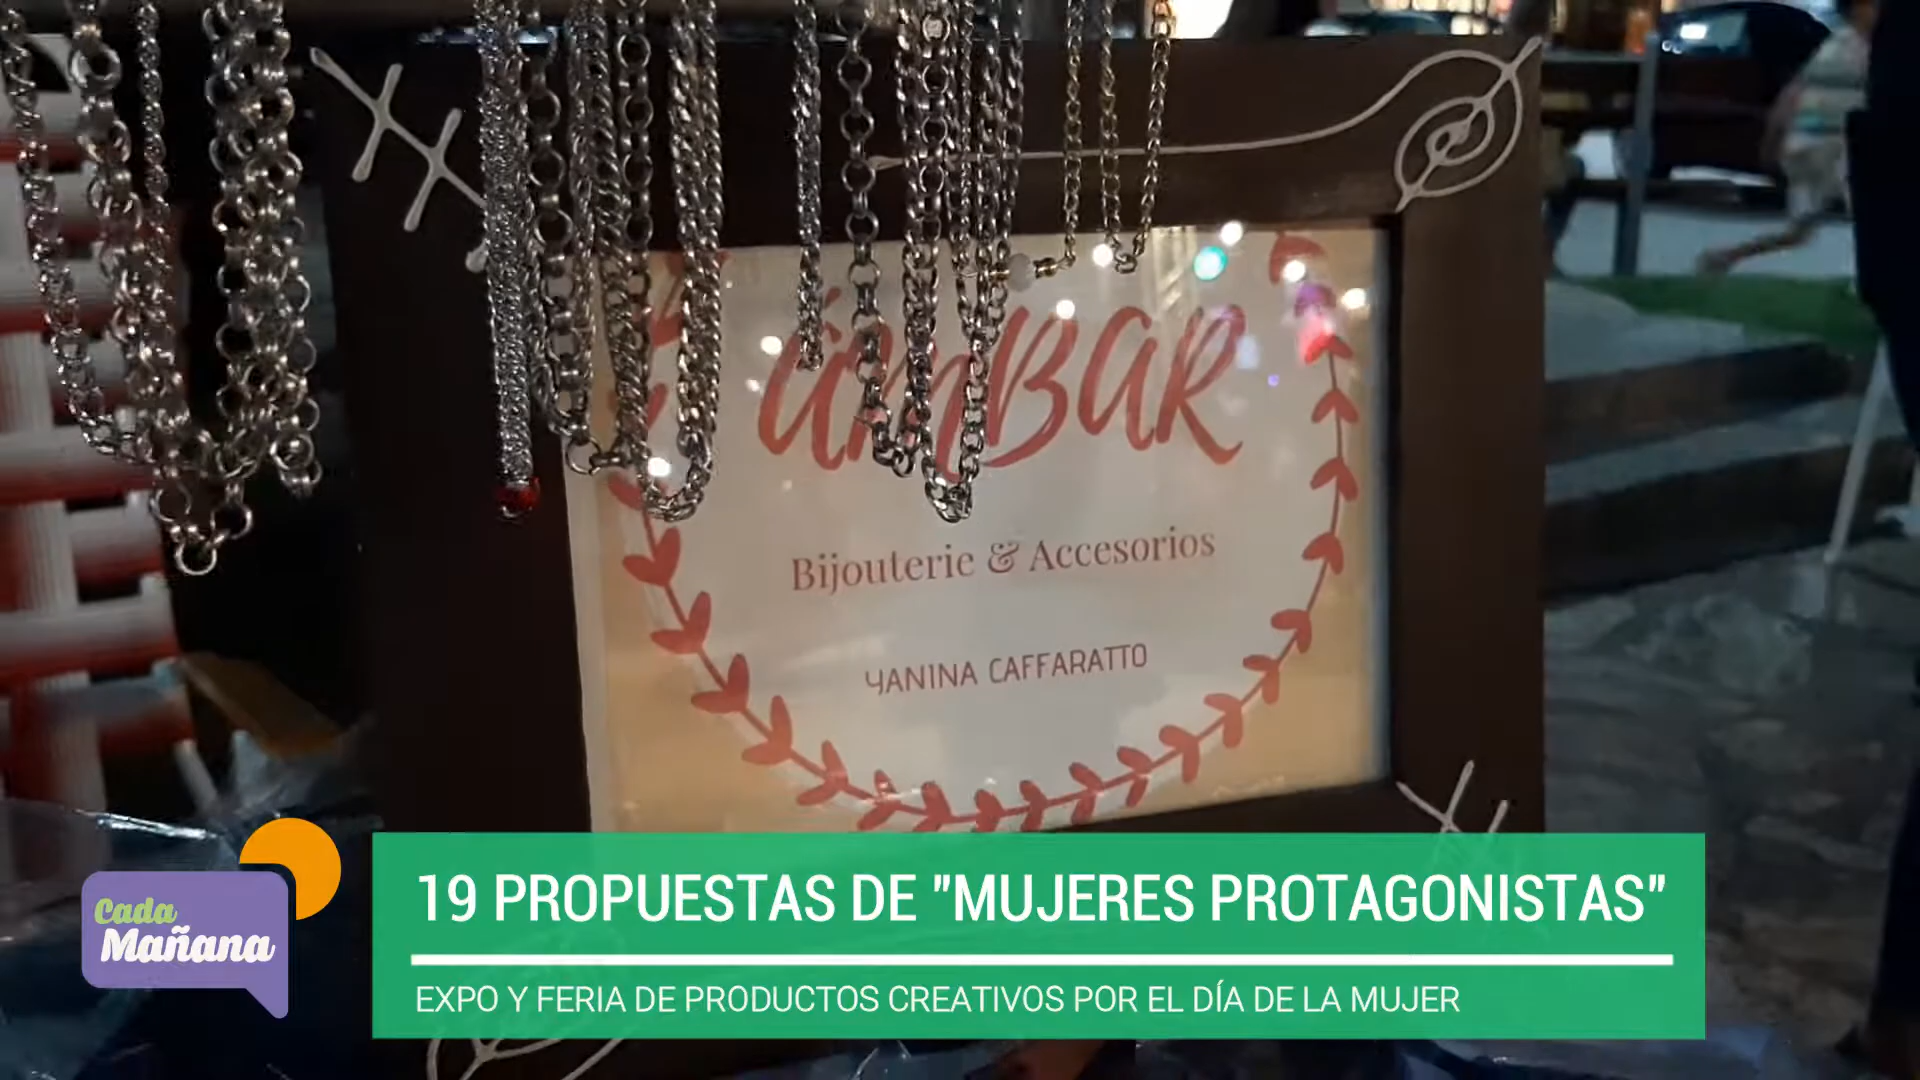 ámBAR
Bijouterie & Accesorios
YANINA CAFFARATTO
Cada
Mañana
19 PROPUESTAS DE "MUJERES PROTAGONISTAS"
EXPO Y FERIA DE PRODUCTOS CREATIVOS POR EL DÍA DE LA MUJER